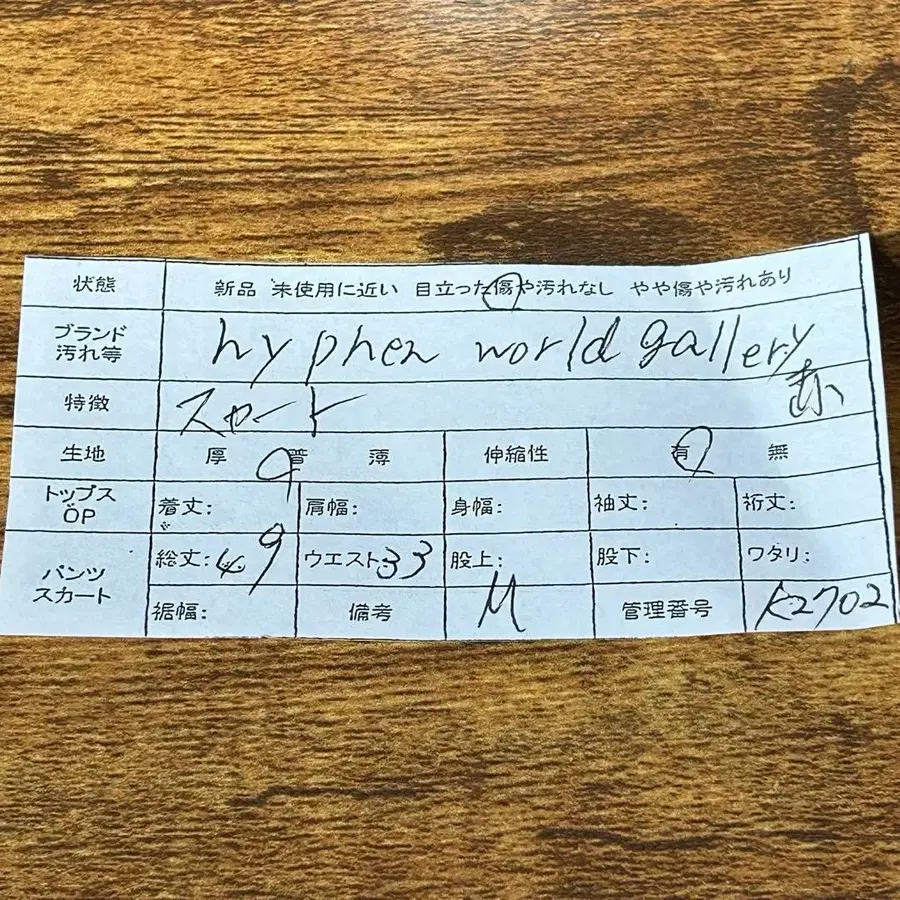 状態 新品 未使用に近い 目立った傷や汚れなし やや傷や汚れあり
ブランド 汚れ等 hyphen world gallery
特徴 スカート 赤
生地 厚 普 薄 伸縮性 有 無
トップス OP 着丈: 肩幅: 身幅: 袖丈: 裄丈:
パンツ スカート 総丈:49 ウエスト33 股上: 股下: ワタリ:
裾幅: 備考 M 管理番号 K2702